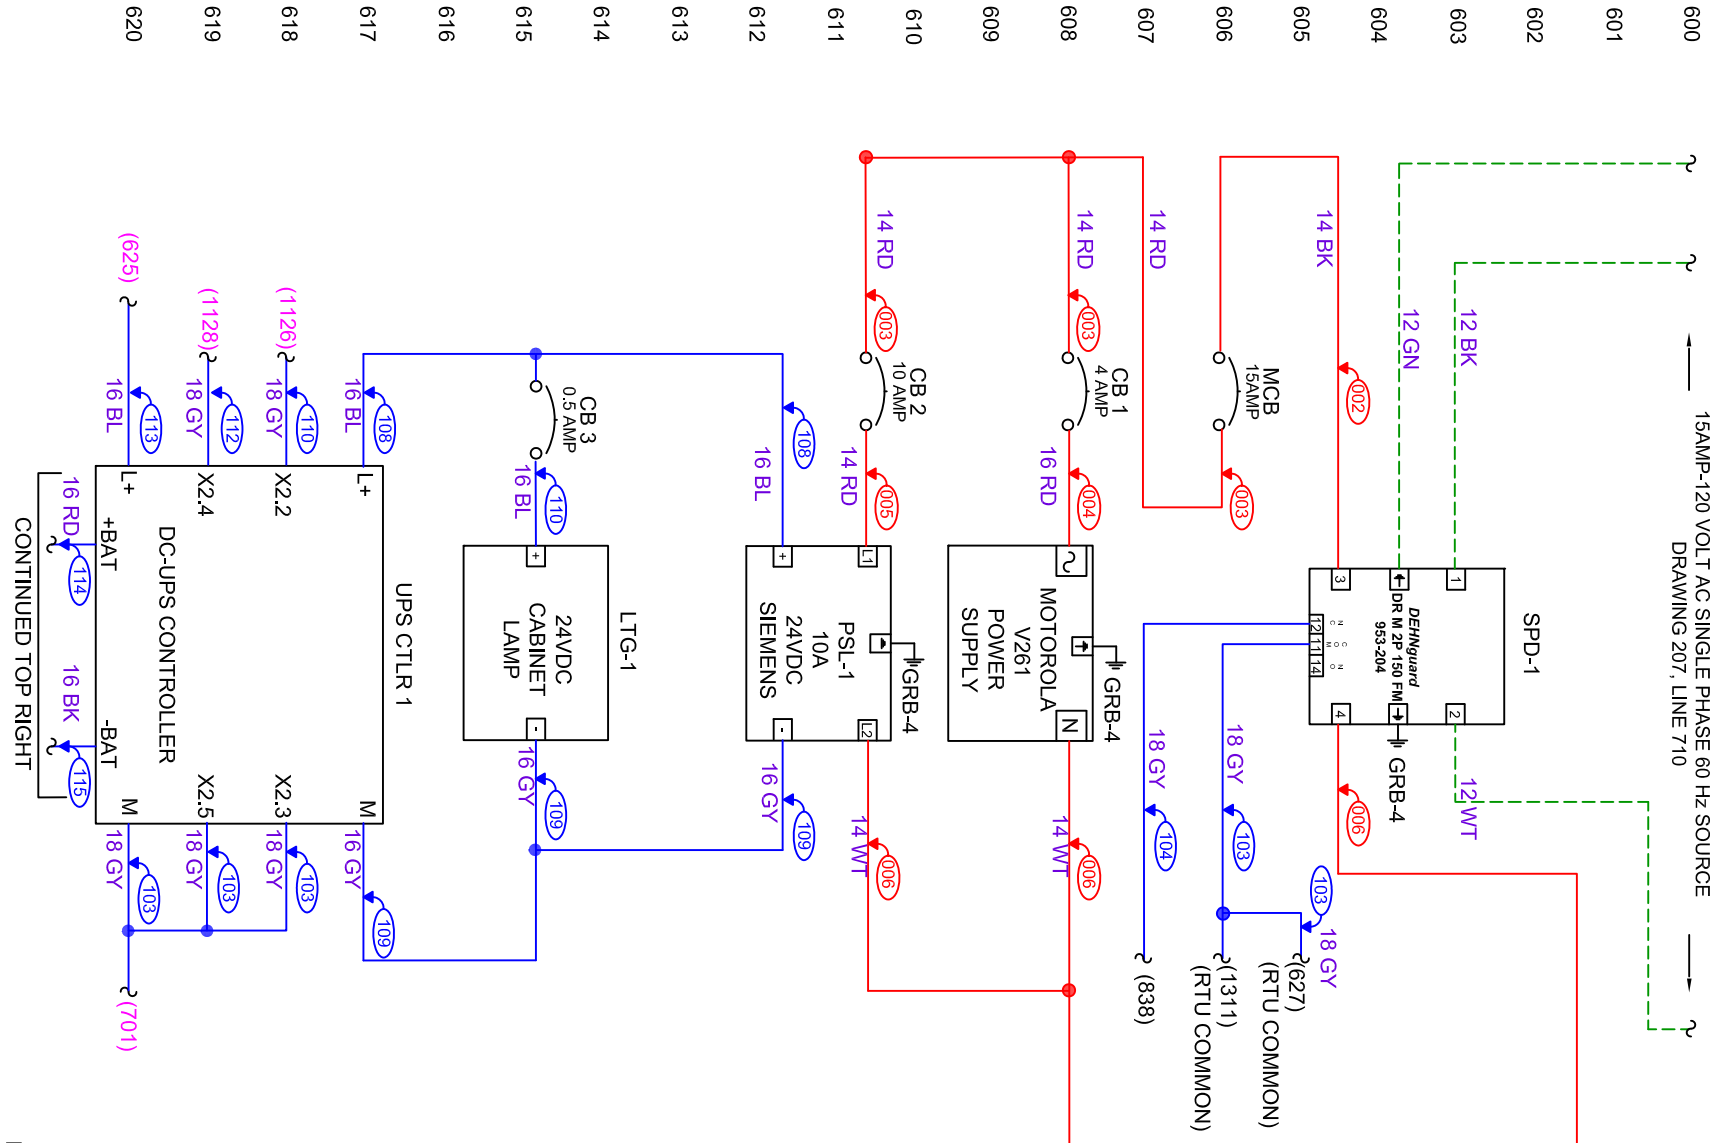 600
601
602
603
604
605
606
607
608
609
610
611
613
614
615
616
617
618
619
620
15AMP-120 VOLT AC SINGLE PHASE 60 Hz SOURCE
DRAWING 207, LINE 710
12 BK
12 GN
12 WT
SPD-1
1
2
3
4
DEHNguard
DR M 2P 150 FM
953-204
12
11
14
N C
C O M
N O
GRB-4
14 BK
002
006
MCB
15AMP
003
14 RD
18 GY
103
18 GY
103
18 GY
104
(627)
(RTU COMMON)
(1311)
(RTU COMMON)
(838)
14 RD
003
CB 1
4 AMP
16 RD
004
MOTOROLA
V261
POWER
SUPPLY
N
GRB-4
14 WT
006
14 RD
003
CB 2
10 AMP
14 RD
005
L1
L2
PSL-1
10A
24VDC
SIEMENS
+
-
GRB-4
14 WT
006
108
16 BL
16 GY
109
CB 3
0.5 AMP
16 BL
110
LTG-1
24VDC
CABINET
LAMP
+
-
16 GY
109
UPS CTLR 1
DC-UPS CONTROLLER
16 BL
108
L+
M
16 GY
109
(1126)
18 GY
110
X2.2
X2.3
18 GY
103
(1128)
18 GY
112
X2.4
X2.5
18 GY
103
(625)
16 BL
113
L+
M
18 GY
103
(701)
+BAT
-BAT
16 RD
114
16 BK
115
CONTINUED TOP RIGHT